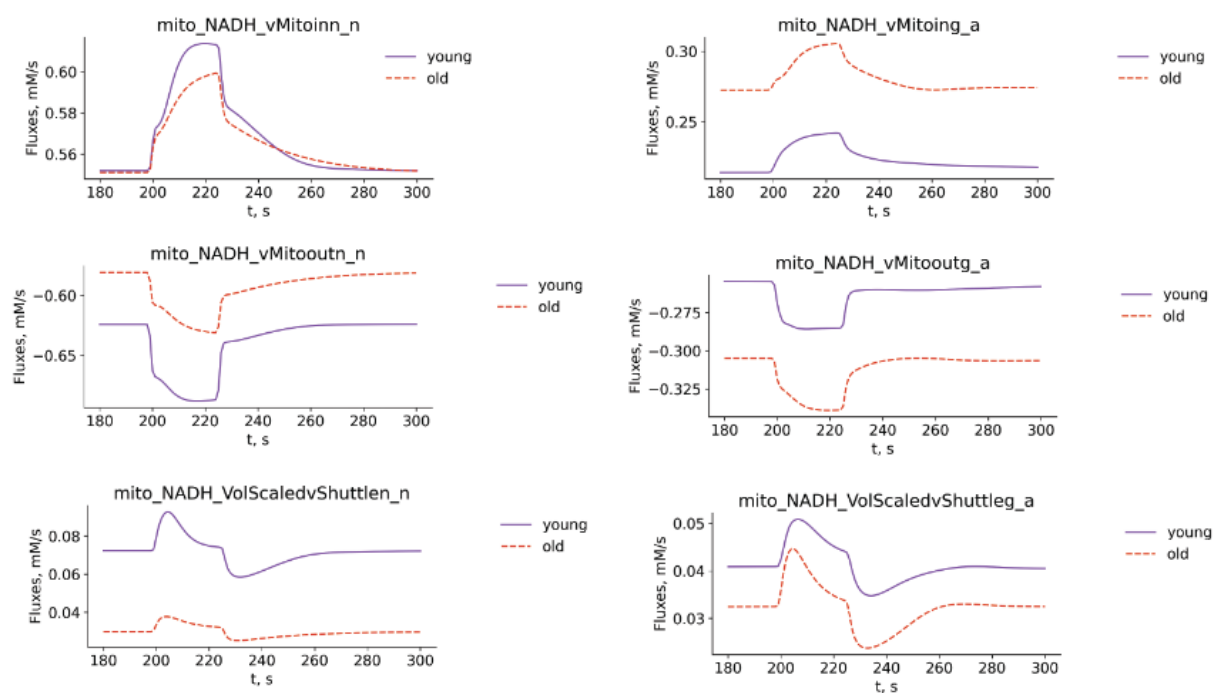 mito_NADH_vMitoinn_n
Fluxes, mM/s
0.60
0.58
0.56
180 200 220 240 260 280 300
t, s
young
old
mito_NADH_vMitoing_a
Fluxes, mM/s
0.30
0.25
180 200 220 240 260 280 300
t, s
young
old
mito_NADH_vMitooutn_n
Fluxes, mM/s
−0.60
−0.65
180 200 220 240 260 280 300
t, s
young
old
mito_NADH_vMitooutg_a
Fluxes, mM/s
−0.275
−0.300
−0.325
180 200 220 240 260 280 300
t, s
young
old
mito_NADH_VolScaledvShuttlen_n
Fluxes, mM/s
0.08
0.06
0.04
180 200 220 240 260 280 300
t, s
young
old
mito_NADH_VolScaledvShuttleg_a
Fluxes, mM/s
0.05
0.04
0.03
180 200 220 240 260 280 300
t, s
young
old